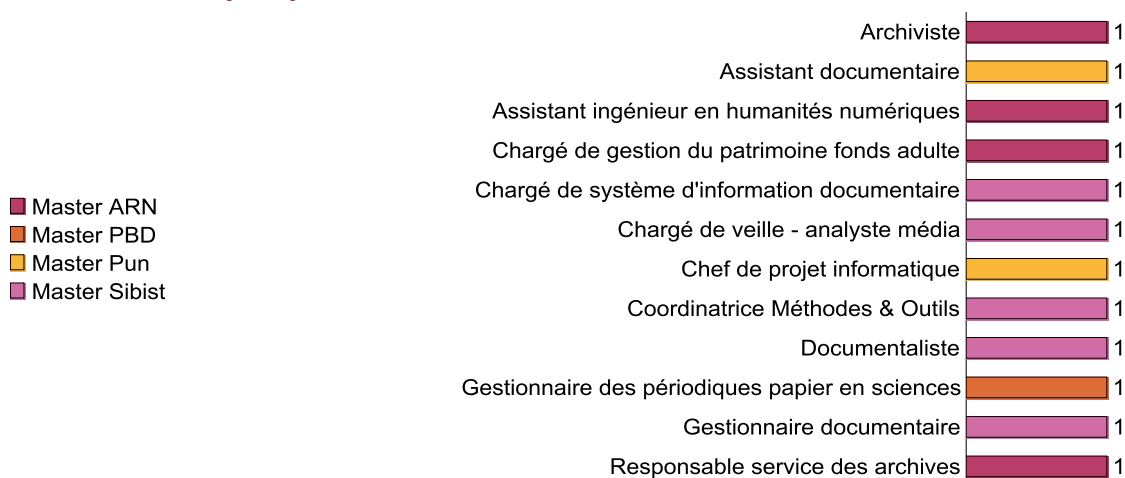 Archiviste 1
Assistant documentaire 1
Assistant ingénieur en humanités numériques 1
Chargé de gestion du patrimoine fonds adulte 1
Chargé de système d'information documentaire 1
Chargé de veille - analyste média 1
Chef de projet informatique 1
Coordinatrice Méthodes & Outils 1
Documentaliste 1
Gestionnaire des périodiques papier en sciences 1
Gestionnaire documentaire 1
Responsable service des archives 1
Master ARN
Master PBD
Master Pun
Master Sibist